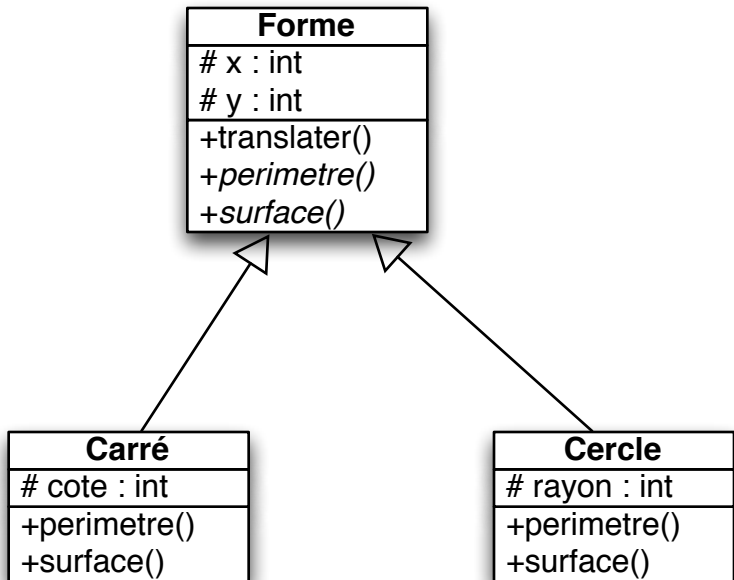 Forme
# x : int
# y : int
+translater()
+perimetre()
+surface()
Carré
# cote : int
+perimetre()
+surface()
Cercle
# rayon : int
+perimetre()
+surface()